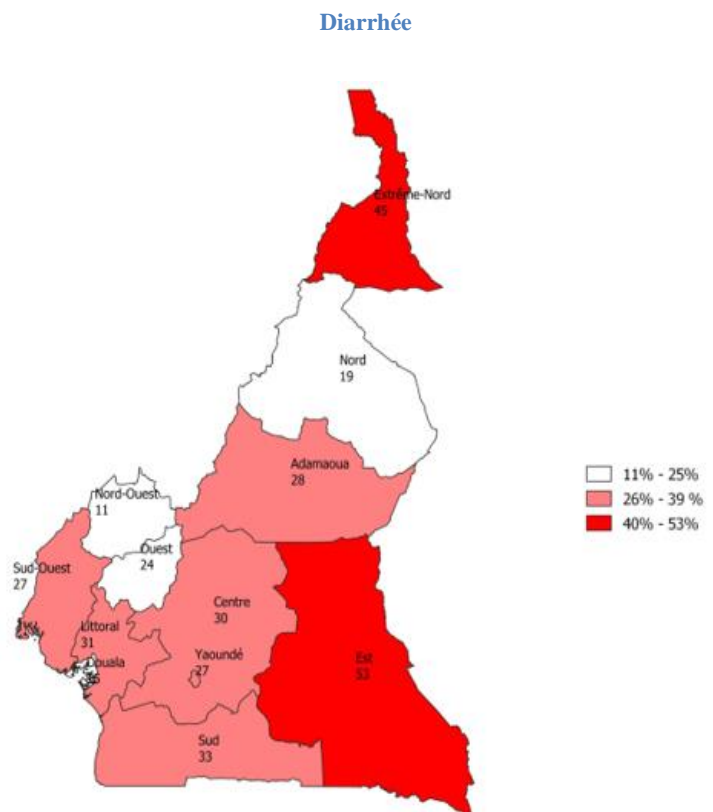 Diarrhée
Extrême-Nord
45
Nord
19
Adamaoua
28
11% - 25%
26% - 39 %
40% - 53%
Nord-Ouest
11
Ouest
24
Sud-Ouest
27
Centre
30
Littoral
31
Yaoundé
27
Douala
Est
53
Sud
33